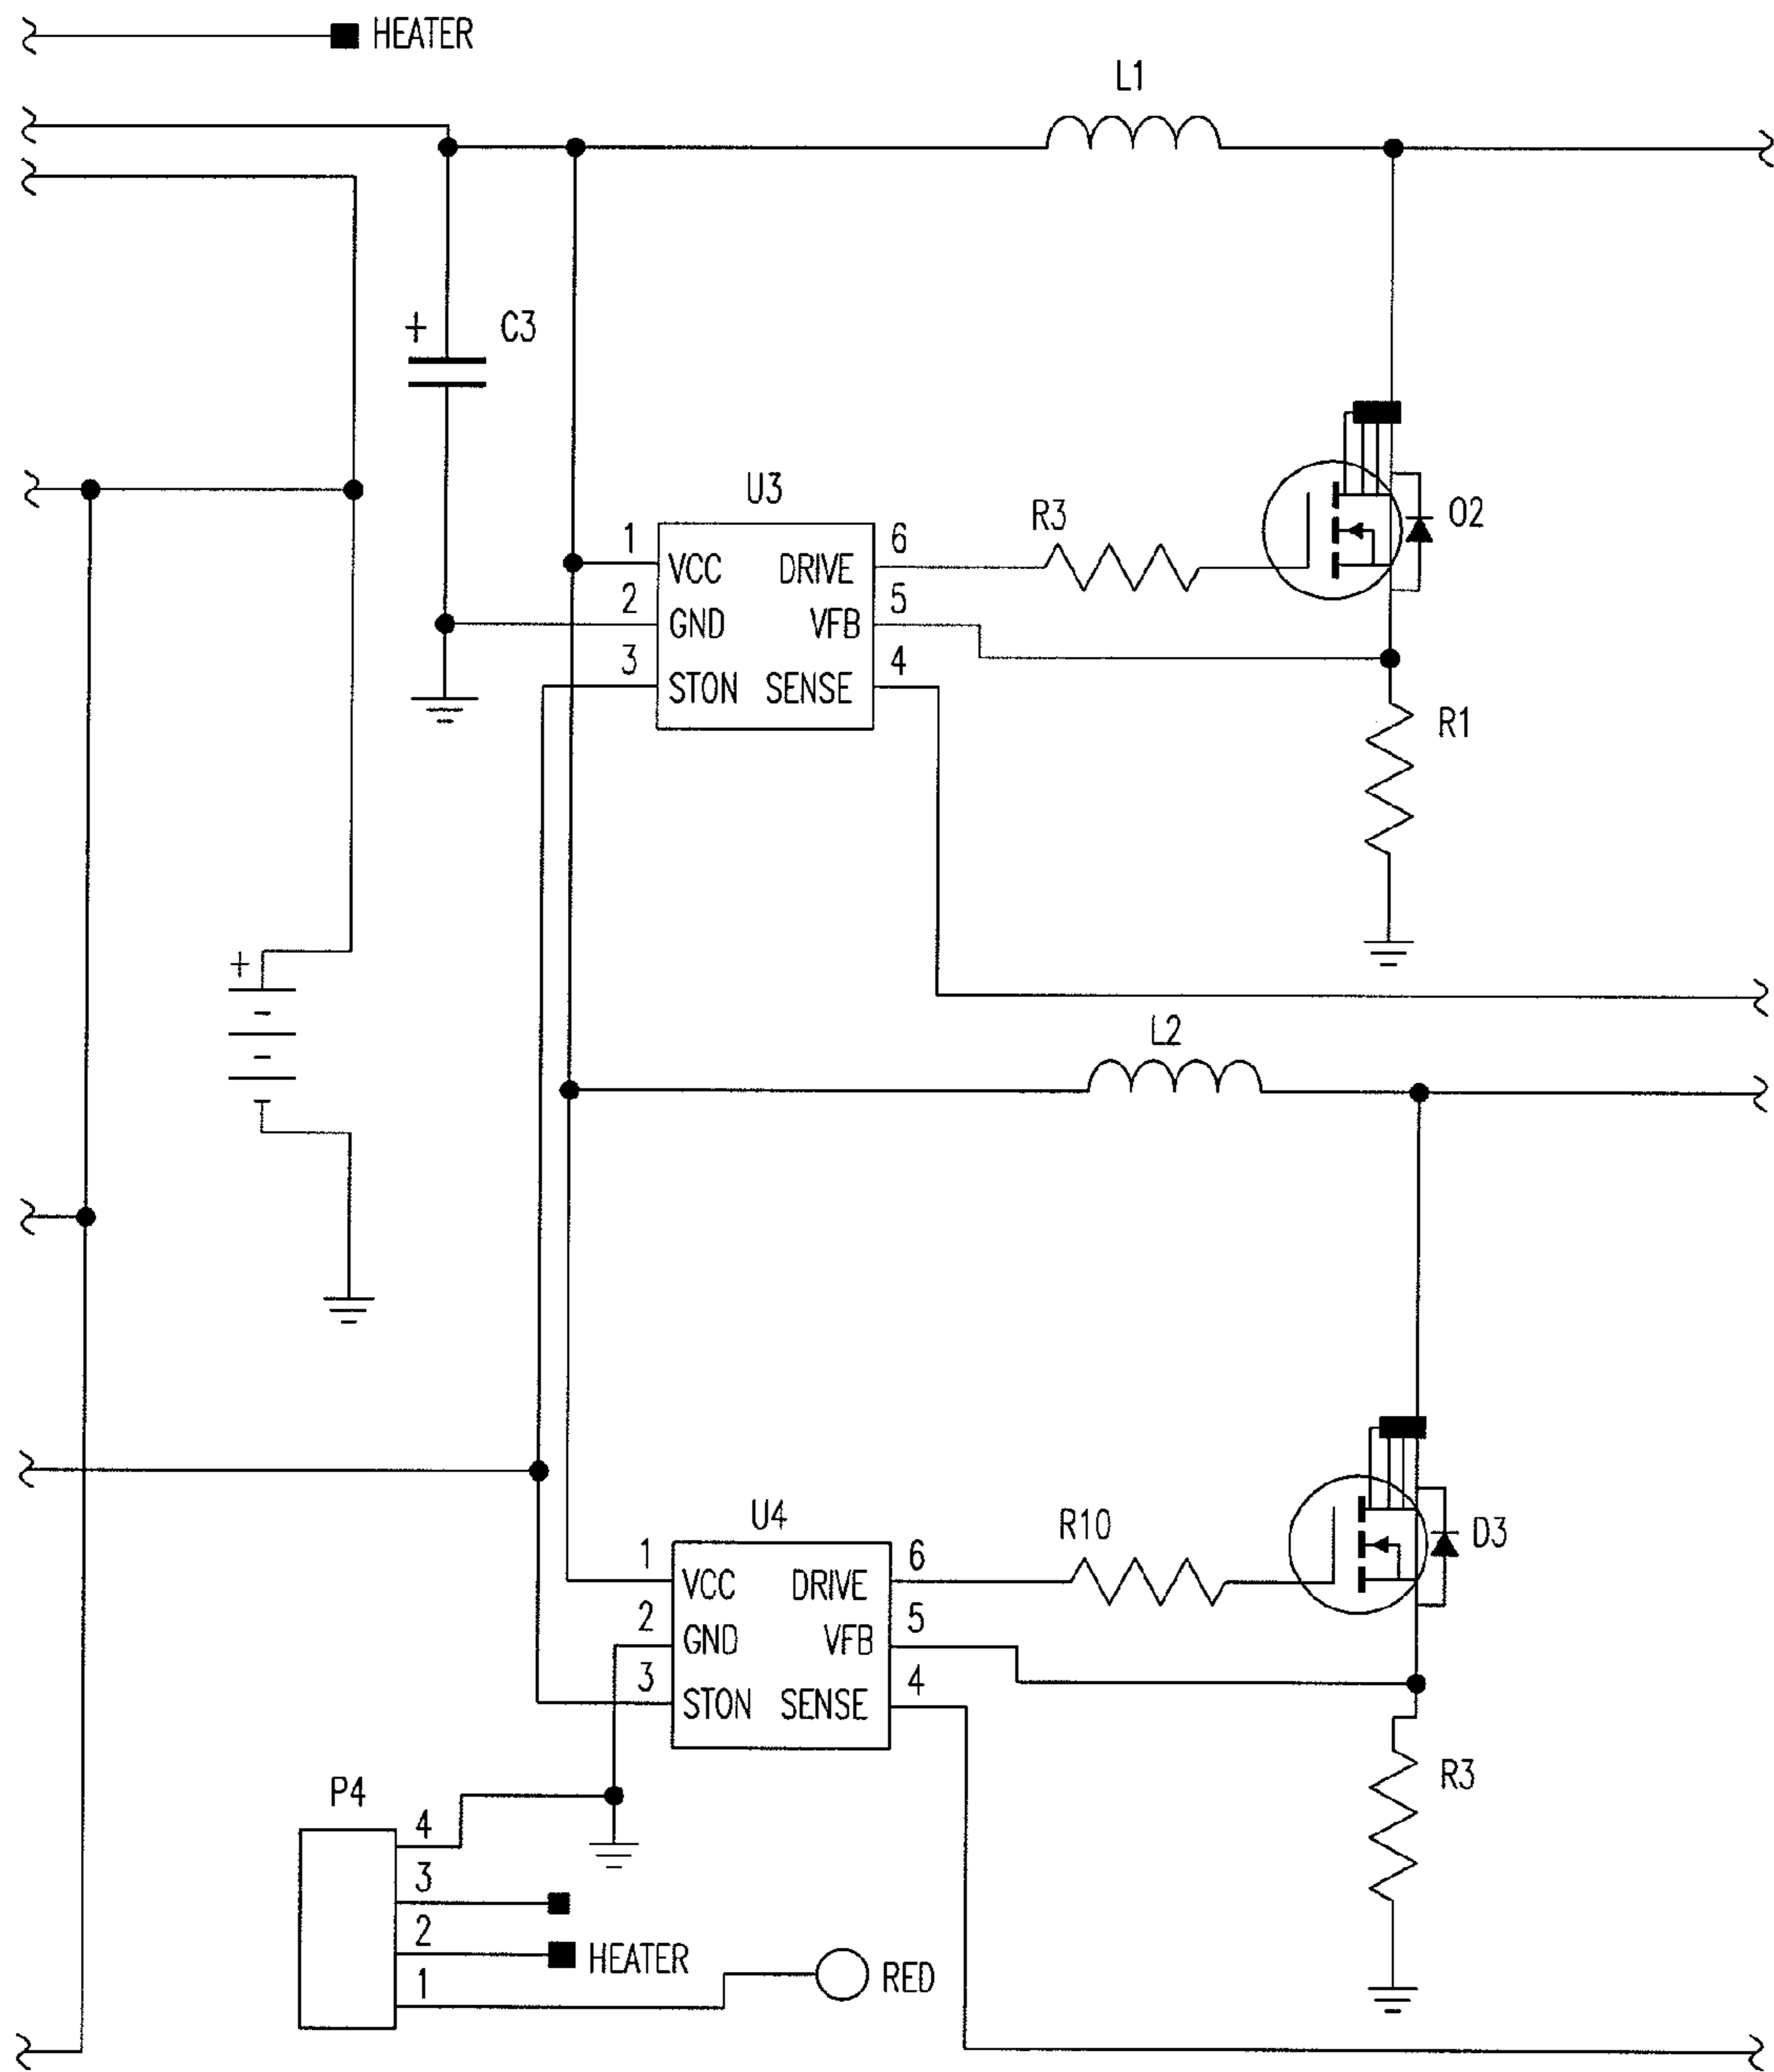 HEATER
L1
+ C3
U3
R3
O2
1 VCC DRIVE 6
2 GND VFB 5
3 STON SENSE 4
R1
+
L2
U4
R10
D3
1 VCC DRIVE 6
2 GND VFB 5
3 STON SENSE 4
R3
P4
4
3
2 HEATER
1 RED